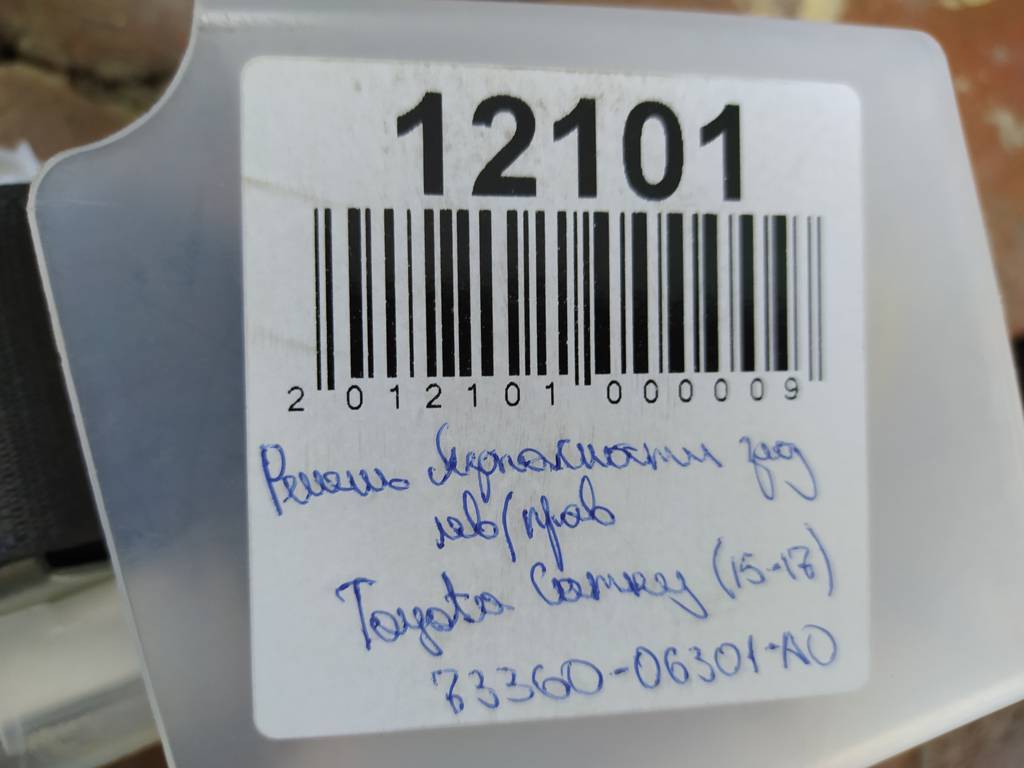 12101
2 012101 000009
Ремень безопасности зад
лев/прав
Toyota Camry (15-17)
73360-06301-A0